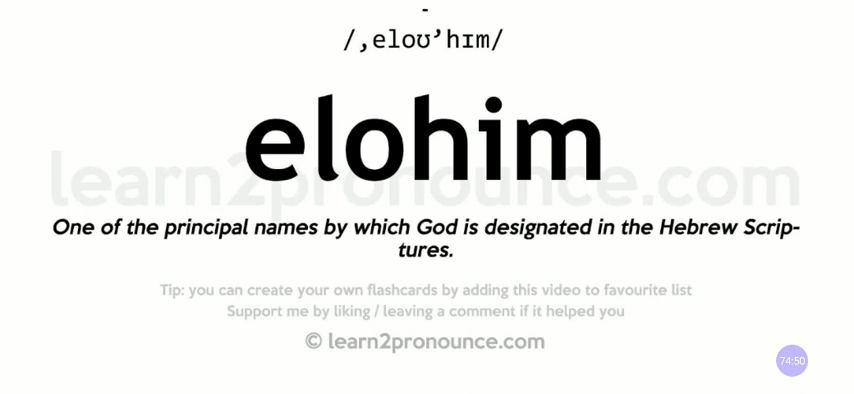 -
/ˌeloʊˈhɪm/
elohim
learn2pronounce.com
One of the principal names by which God is designated in the Hebrew Scrip-
tures.
Tip: you can create your own flashcards by adding this video to favourite list
Support me by liking / leaving a comment if it helped you
© learn2pronounce.com
74:50